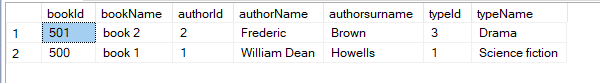 bookId bookName authorId authorName authorsurname typeId typeName
1 501 book 2 2 Frederic Brown 3 Drama
2 500 book 1 1 William Dean Howells 1 Science fiction